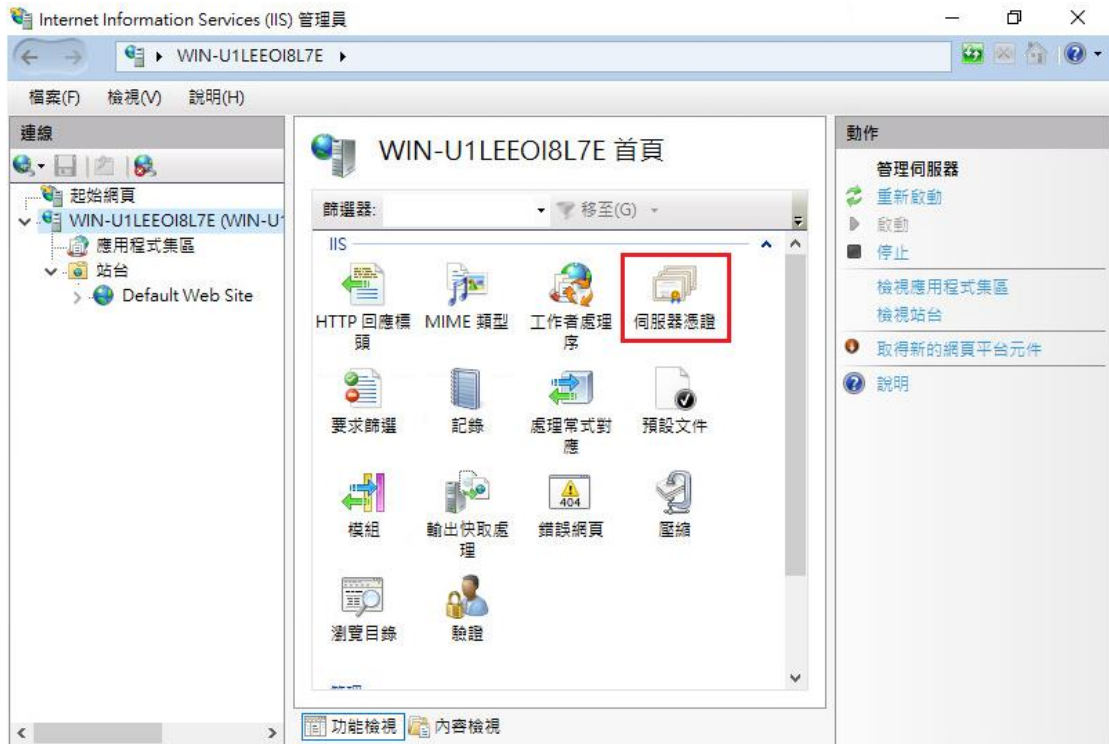 Internet Information Services (IIS) 管理員
WIN-U1LEEOI8L7E
檔案(F) 檢視(V) 說明(H)
連線
起始網頁
WIN-U1LEEOI8L7E (WIN-U1
應用程式集區
站台
Default Web Site
WIN-U1LEEOI8L7E 首頁
篩選器:
移至(G)
IIS
HTTP 回應標
頭
MIME 類型
工作者處理
序
伺服器憑證
要求篩選
記錄
處理常式對
應
預設文件
模組
輸出快取處
理
404
錯誤網頁
壓縮
瀏覽目錄
驗證
功能檢視
內容檢視
動作
管理伺服器
重新啟動
啟動
停止
檢視應用程式集區
檢視站台
取得新的網頁平台元件
說明